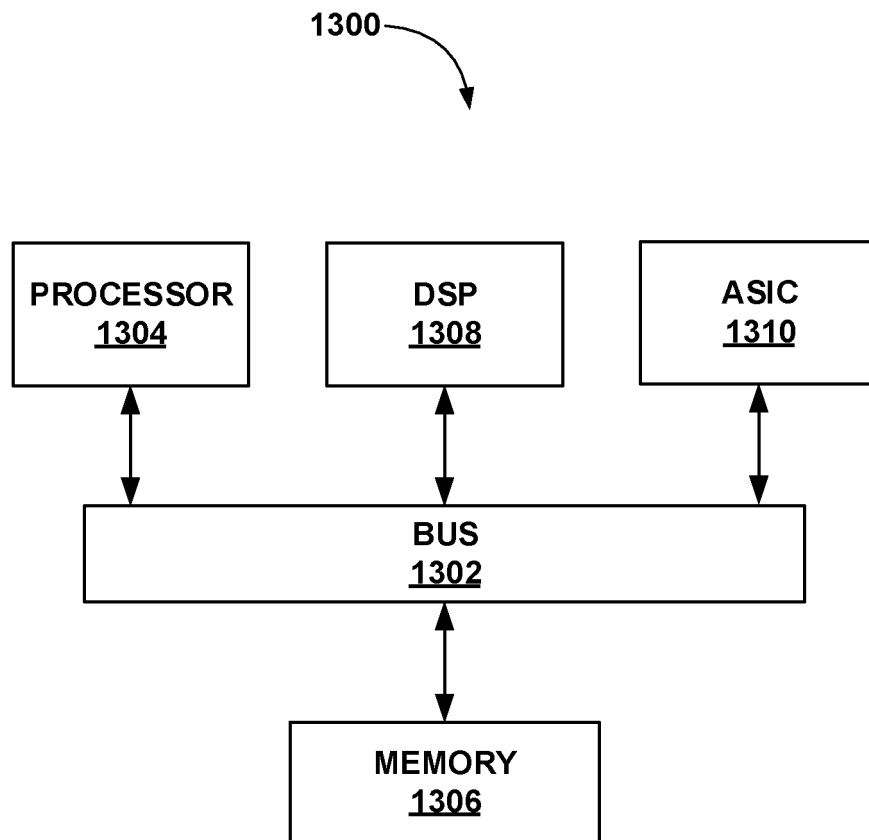 1300
PROCESSOR
1304
DSP
1308
ASIC
1310
BUS
1302
MEMORY
1306